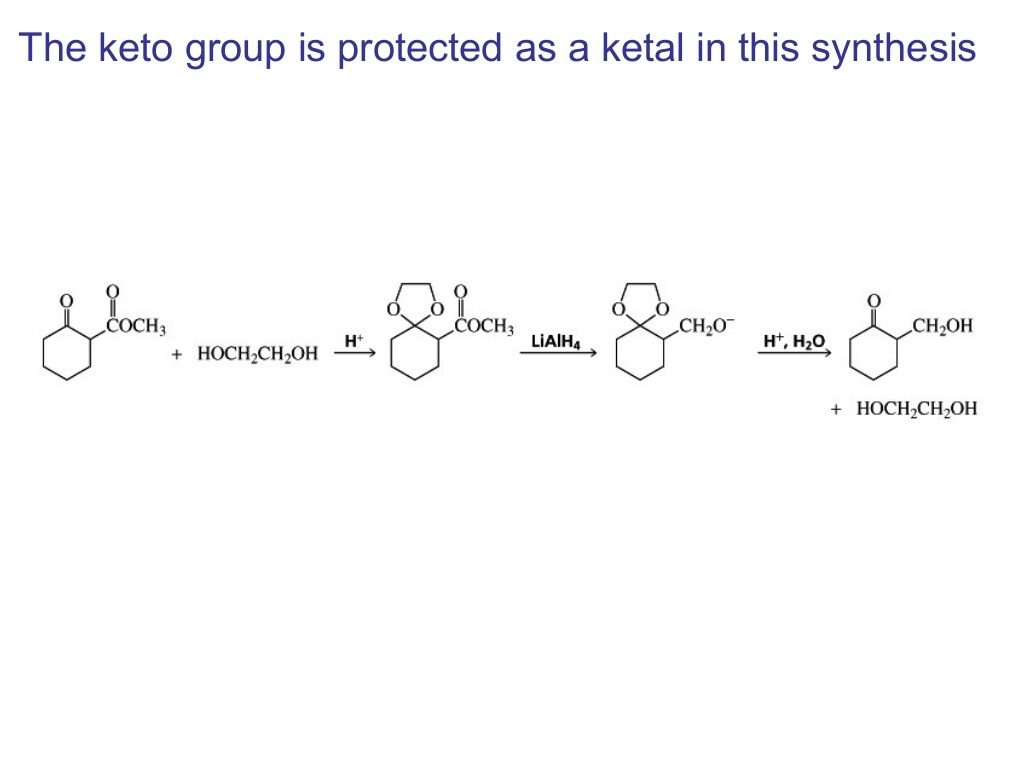 The keto group is protected as a ketal in this synthesis
O O O O O O O O
COCH₃ COCH₃ CH₂O⁻ CH₂OH
+ HOCH₂CH₂OH H⁺ LiAlH₄ H⁺, H₂O
+ HOCH₂CH₂OH